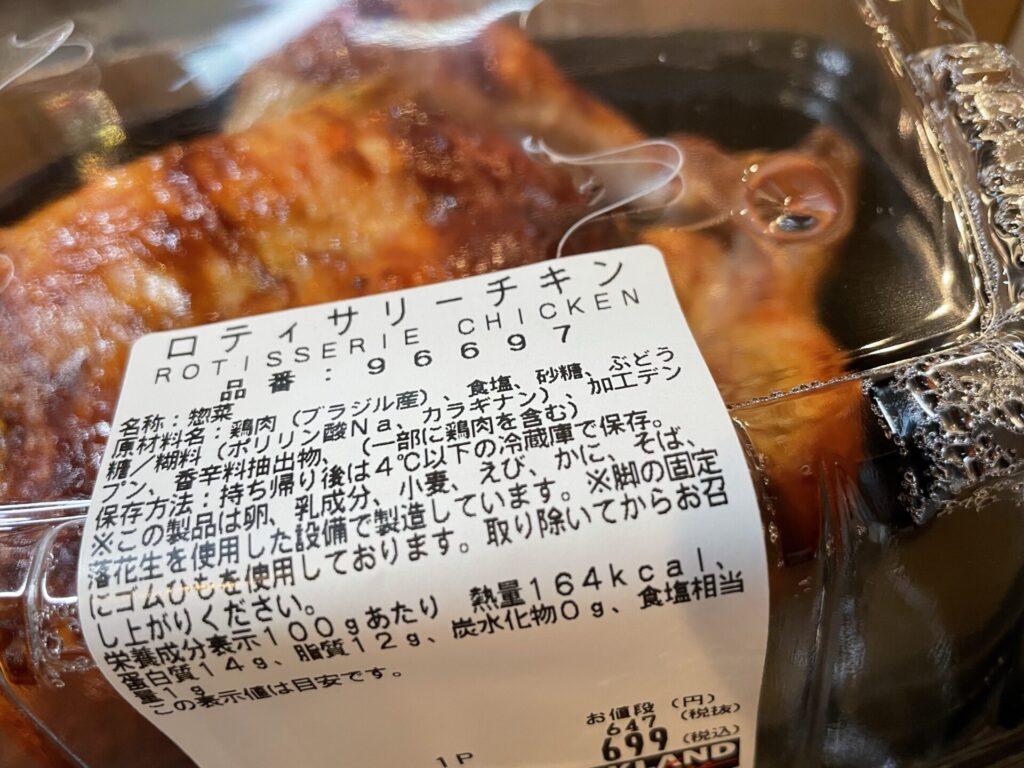 ロティサリーチキン
ROTISSERIE CHICKEN
品番：96697
名称：惣菜
原材料名：鶏肉（ブラジル産）、食塩、砂糖、ぶどう
糖／糊料（ポリリン酸Na、カラギナン）、加工デン
プン、香辛料抽出物、（一部に鶏肉を含む）
保存方法：持ち帰り後は4℃以下の冷蔵庫で保存。
※この製品は卵、乳成分、小麦、えび、かに、そば、
落花生を使用した設備で製造しています。※脚の固定
にゴムひもを使用しております。取り除いてからお召
し上がりください。
栄養成分表示100gあたり 熱量164kcal、
蛋白質14g、脂質12g、炭水化物0g、食塩相当
量1g
この表示値は目安です。
お値段 (円)
647 (税抜)
699 (税込)
1P
KLAND